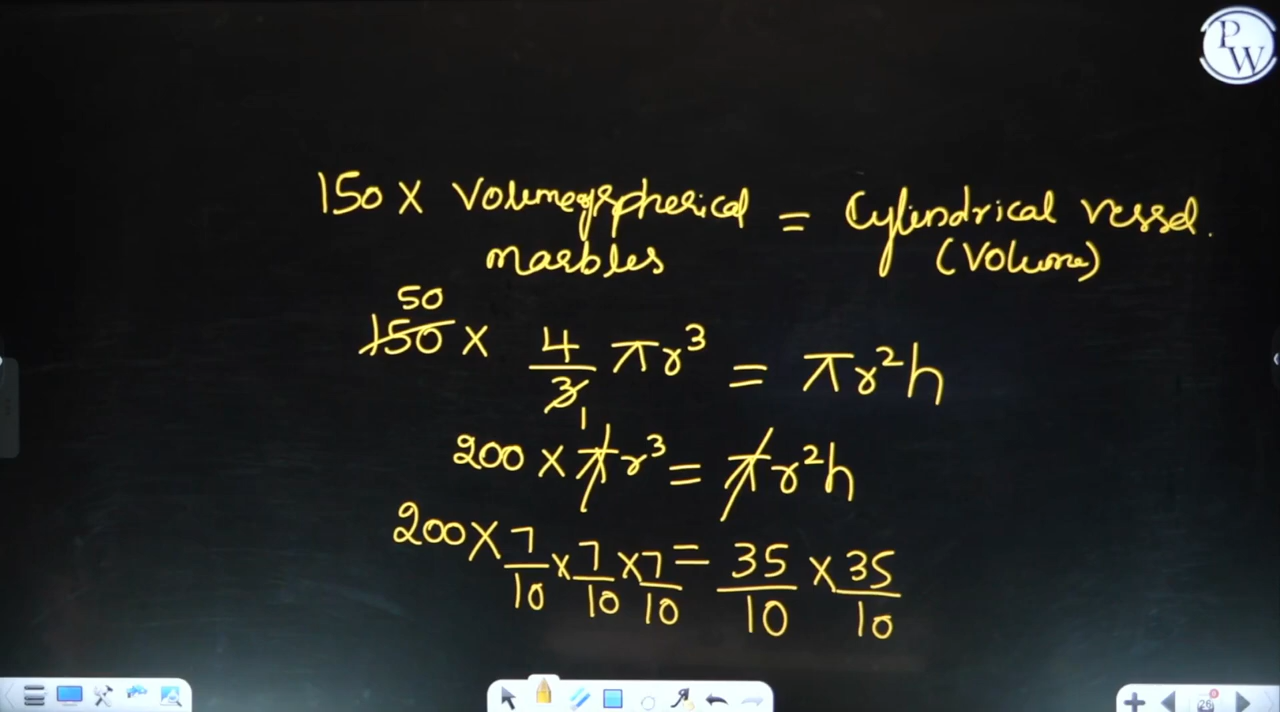 PW
150 × Volume of spherical marbles = Cylindrical vessel. (Volume)
50
150 × 4/3 πr³ = πr²h
1
200 × πr³ = πr²h
200 × 7/10 × 7/10 × 7/10 = 35/10 × 35/10
26